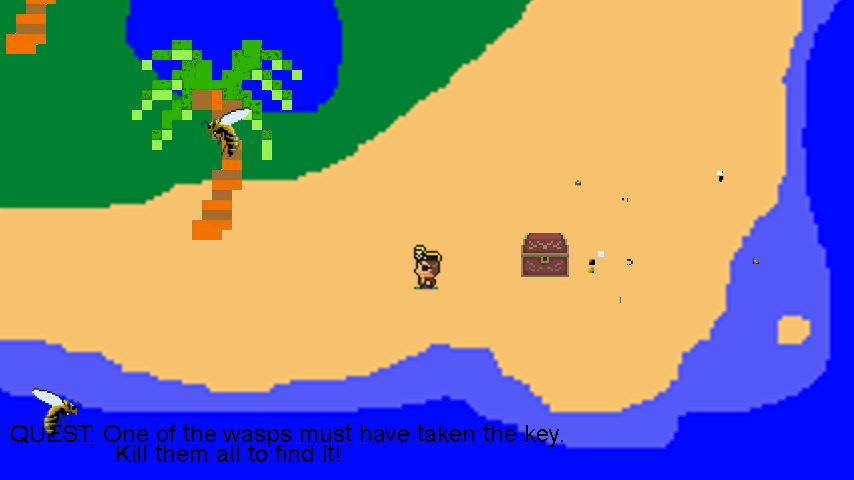 QUEST: One of the wasps must have taken the key.
Kill them all to find it!